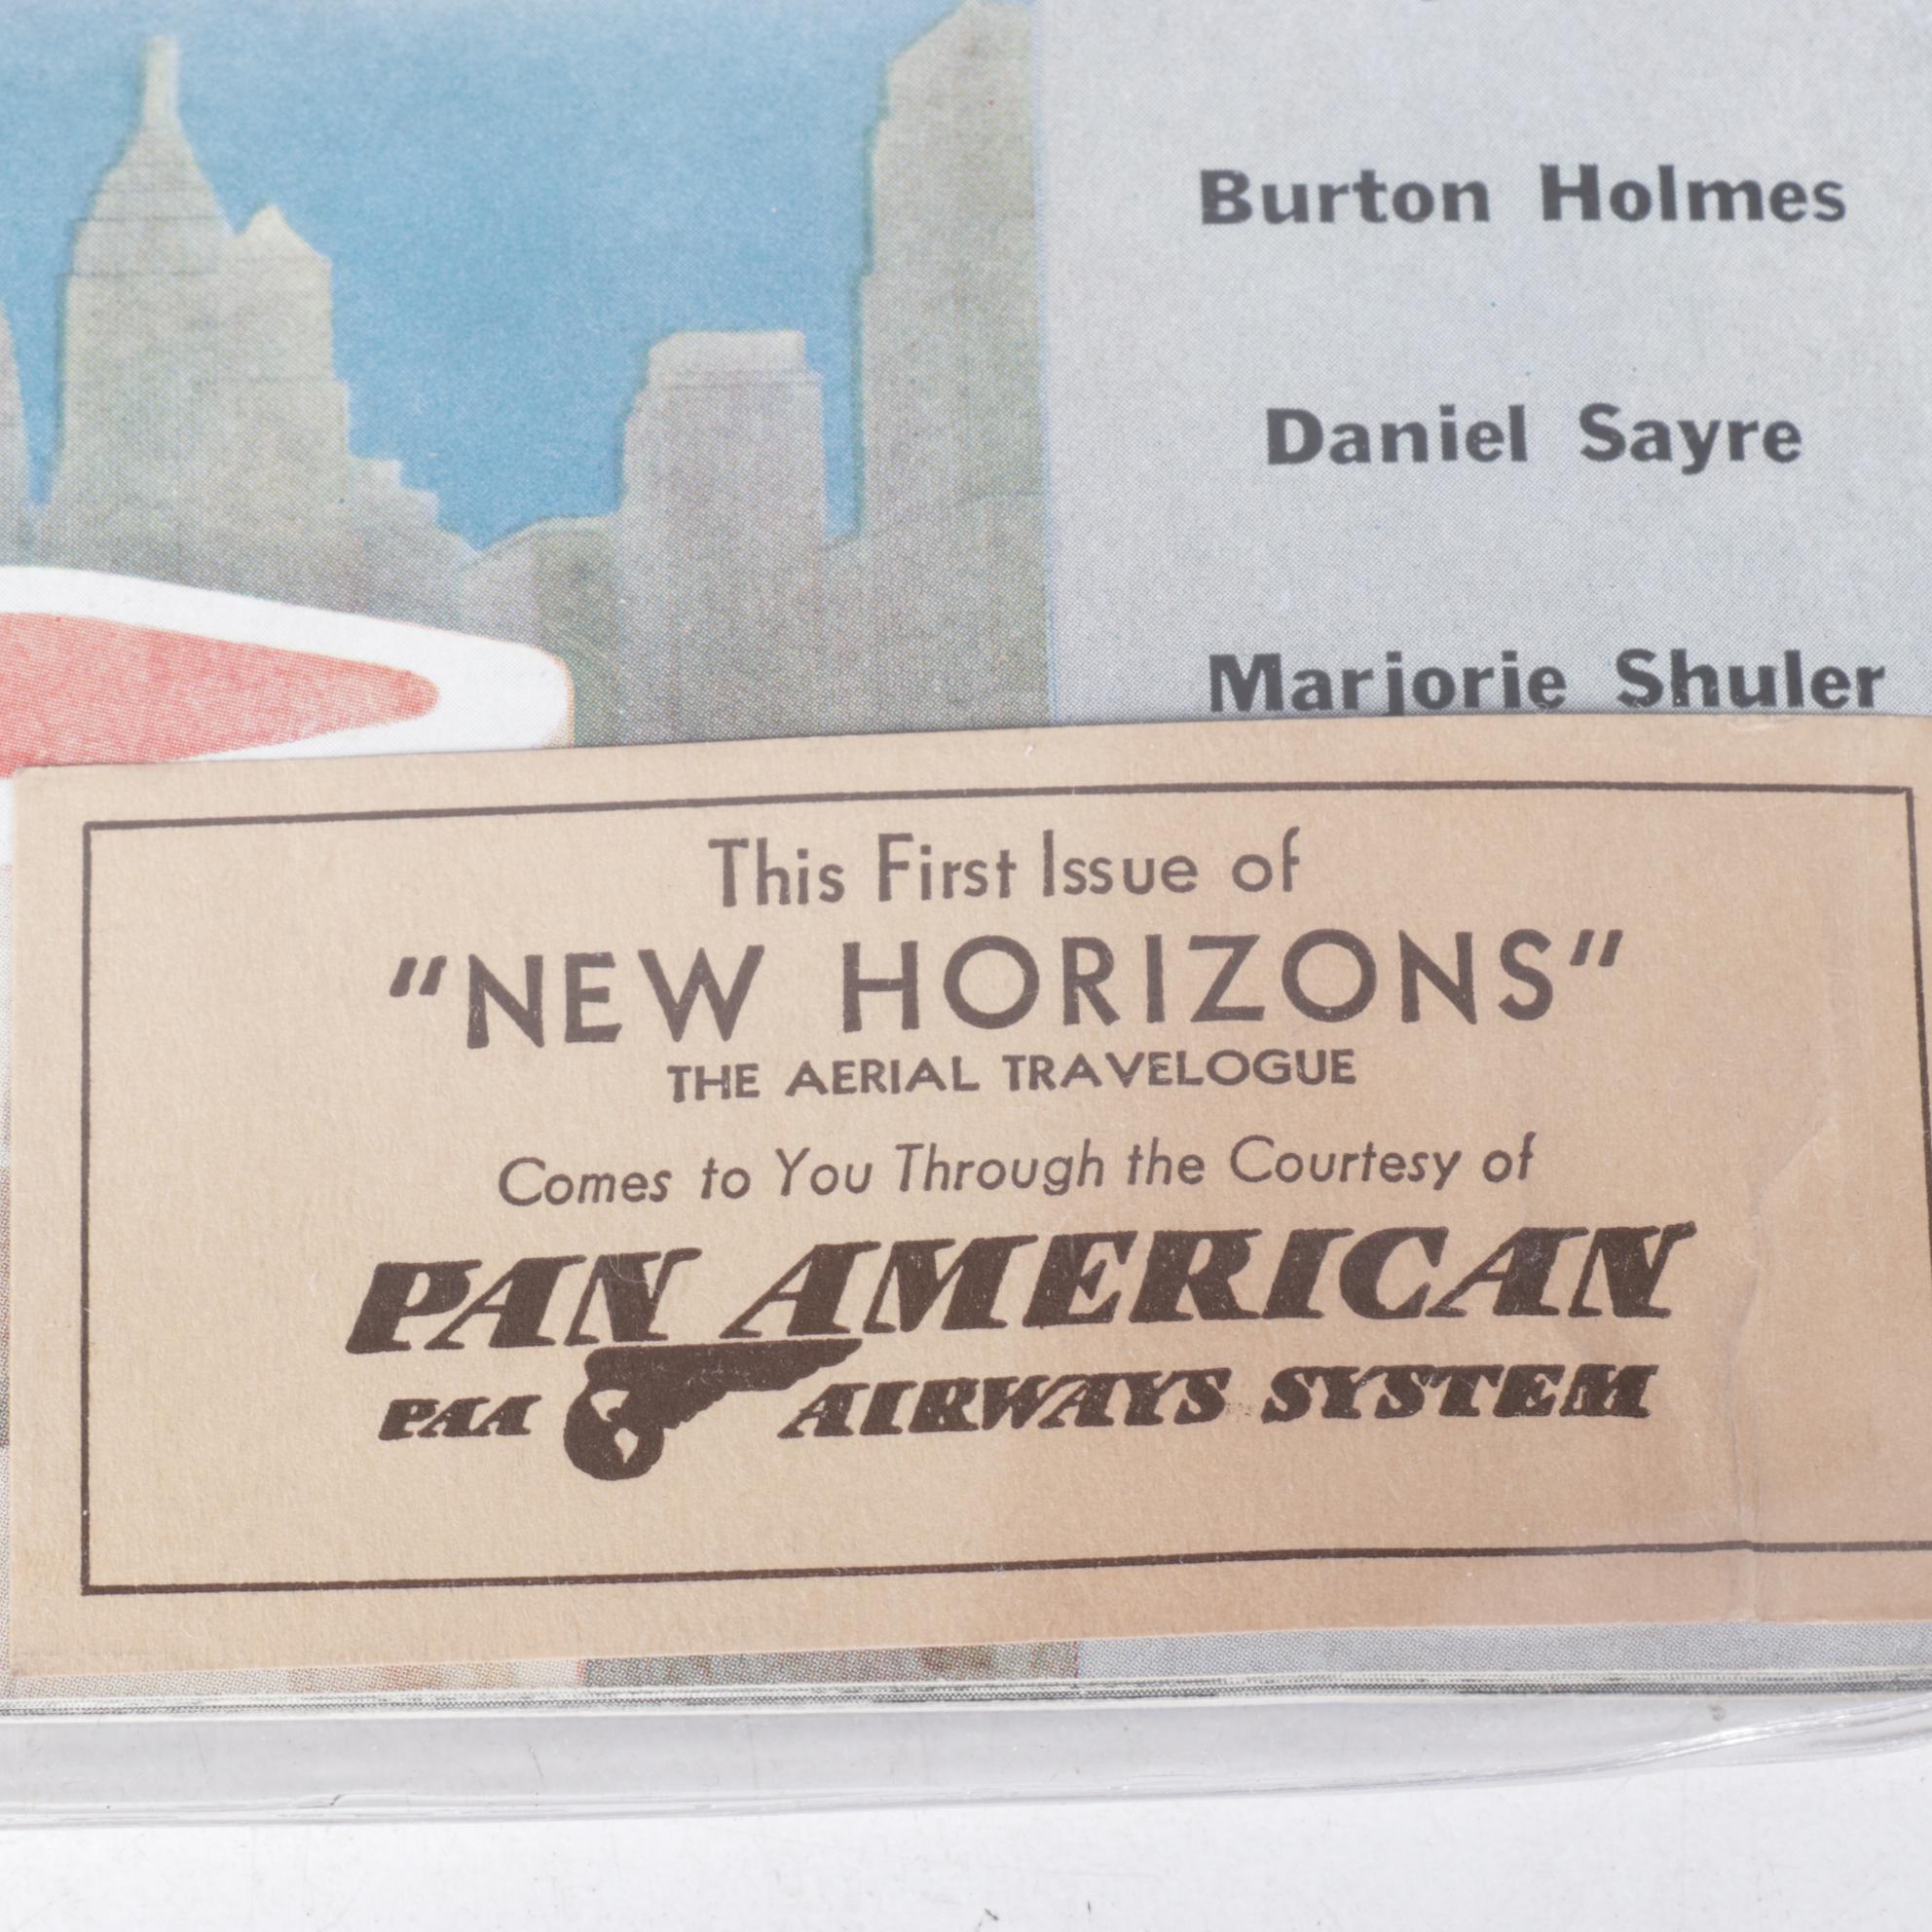 Burton Holmes
Daniel Sayre
Marjorie Shuler
This First Issue of
"NEW HORIZONS"
THE AERIAL TRAVELOGUE
Comes to You Through the Courtesy of
PAN AMERICAN
PAA AIRWAYS SYSTEM